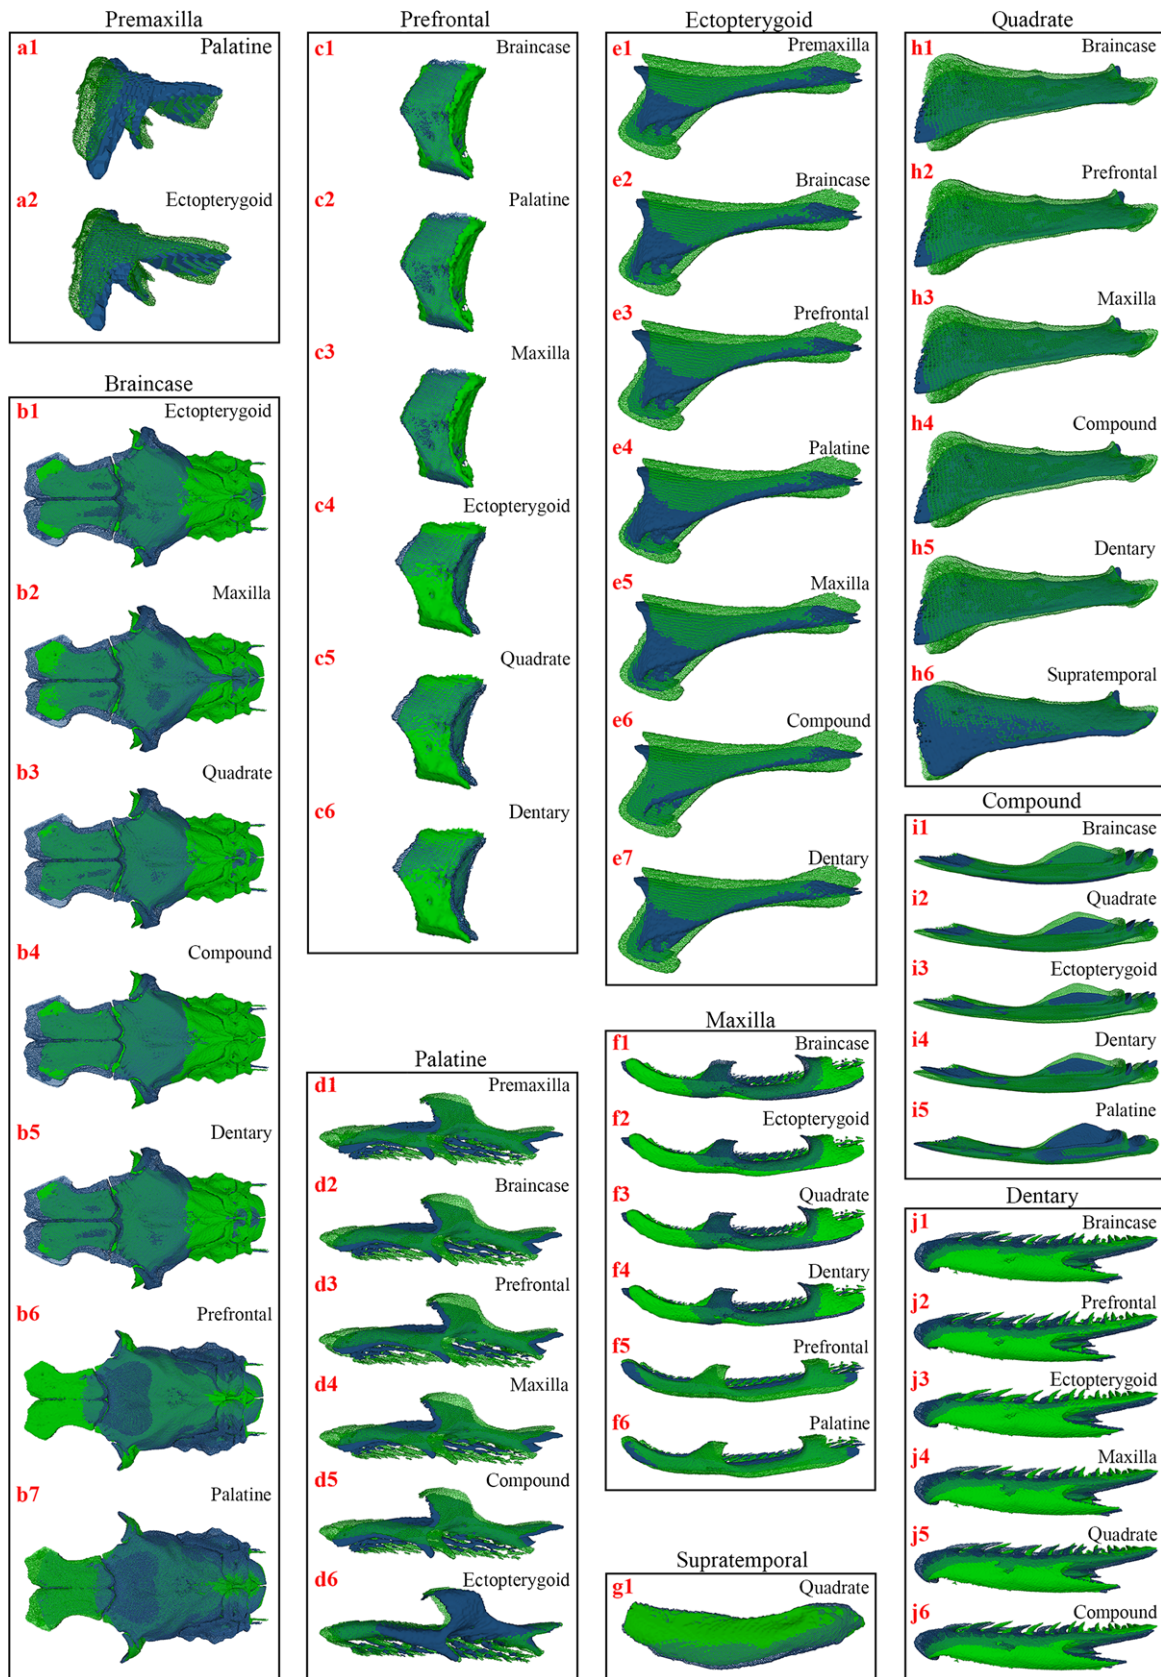 Premaxilla
a1 Palatine
a2 Ectopterygoid
Braincase
b1 Ectopterygoid
b2 Maxilla
b3 Quadrate
b4 Compound
b5 Dentary
b6 Prefrontal
b7 Palatine
Prefrontal
c1 Braincase
c2 Palatine
c3 Maxilla
c4 Ectopterygoid
c5 Quadrate
c6 Dentary
Palatine
d1 Premaxilla
d2 Braincase
d3 Prefrontal
d4 Maxilla
d5 Compound
d6 Ectopterygoid
Ectopterygoid
e1 Premaxilla
e2 Braincase
e3 Prefrontal
e4 Palatine
e5 Maxilla
e6 Compound
e7 Dentary
Maxilla
f1 Braincase
f2 Ectopterygoid
f3 Quadrate
f4 Dentary
f5 Prefrontal
f6 Palatine
Supratemporal
g1 Quadrate
Quadrate
h1 Braincase
h2 Prefrontal
h3 Maxilla
h4 Compound
h5 Dentary
h6 Supratemporal
Compound
i1 Braincase
i2 Quadrate
i3 Ectopterygoid
i4 Dentary
i5 Palatine
Dentary
j1 Braincase
j2 Prefrontal
j3 Ectopterygoid
j4 Maxilla
j5 Quadrate
j6 Compound